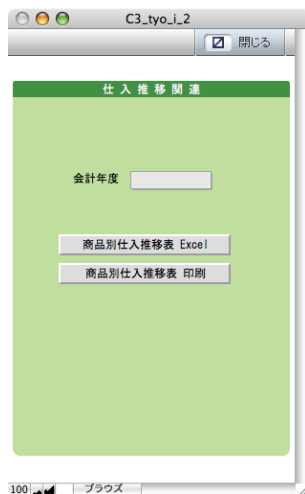 C3_tyo_i_2
閉じる
仕入推移関連
会計年度
商品別仕入推移表 Excel
商品別仕入推移表 印刷
100 ブラウズ